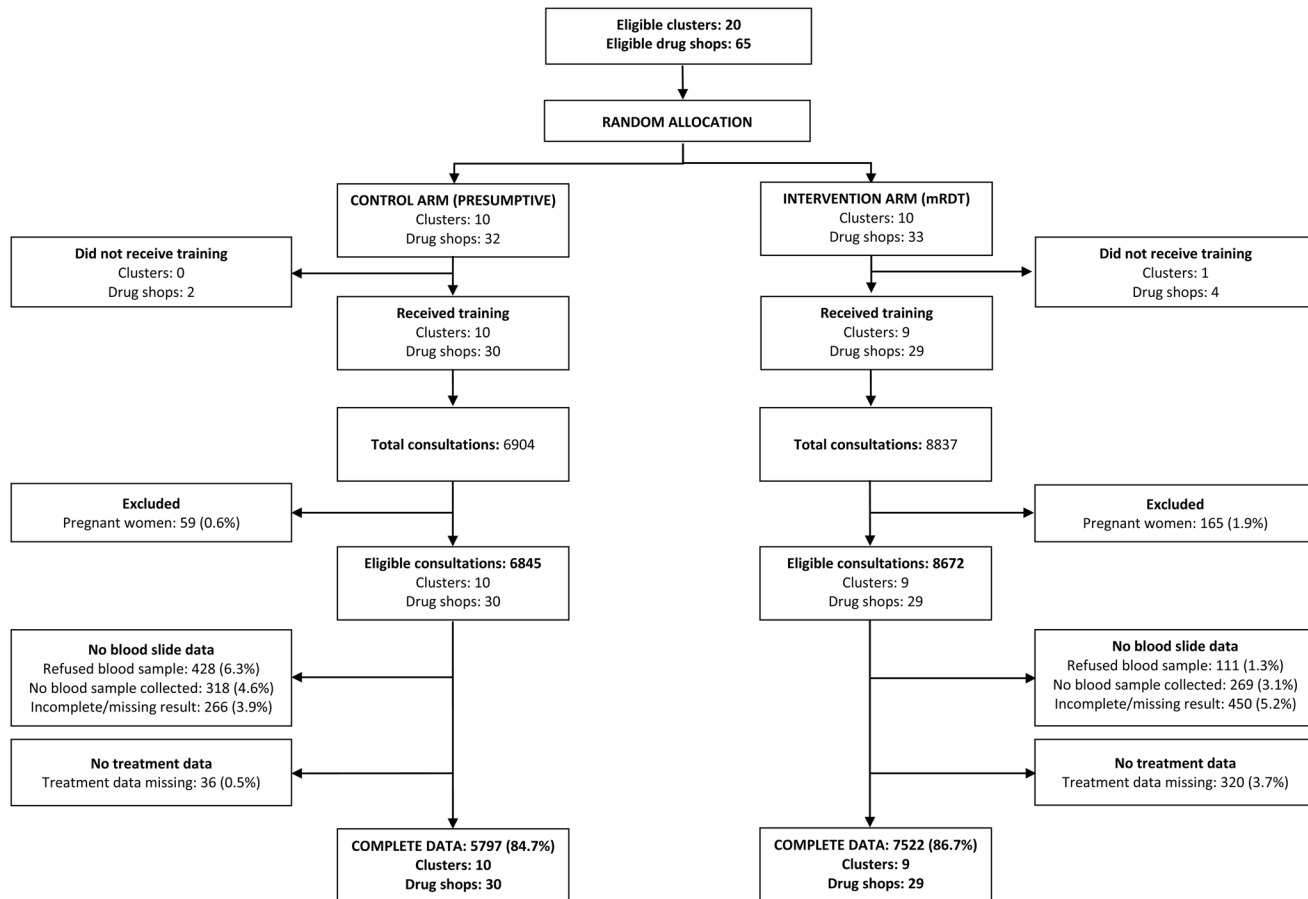 Eligible clusters: 20
Eligible drug shops: 65
RANDOM ALLOCATION
CONTROL ARM (PRESUMPTIVE)
Clusters: 10
Drug shops: 32
INTERVENTION ARM (mRDT)
Clusters: 10
Drug shops: 33
Did not receive training
Clusters: 0
Drug shops: 2
Did not receive training
Clusters: 1
Drug shops: 4
Received training
Clusters: 10
Drug shops: 30
Received training
Clusters: 9
Drug shops: 29
Total consultations: 6904
Total consultations: 8837
Excluded
Pregnant women: 59 (0.6%)
Excluded
Pregnant women: 165 (1.9%)
Eligible consultations: 6845
Clusters: 10
Drug shops: 30
Eligible consultations: 8672
Clusters: 9
Drug shops: 29
No blood slide data
Refused blood sample: 428 (6.3%)
No blood sample collected: 318 (4.6%)
Incomplete/missing result: 266 (3.9%)
No blood slide data
Refused blood sample: 111 (1.3%)
No blood sample collected: 269 (3.1%)
Incomplete/missing result: 450 (5.2%)
No treatment data
Treatment data missing: 36 (0.5%)
No treatment data
Treatment data missing: 320 (3.7%)
COMPLETE DATA: 5797 (84.7%)
Clusters: 10
Drug shops: 30
COMPLETE DATA: 7522 (86.7%)
Clusters: 9
Drug shops: 29